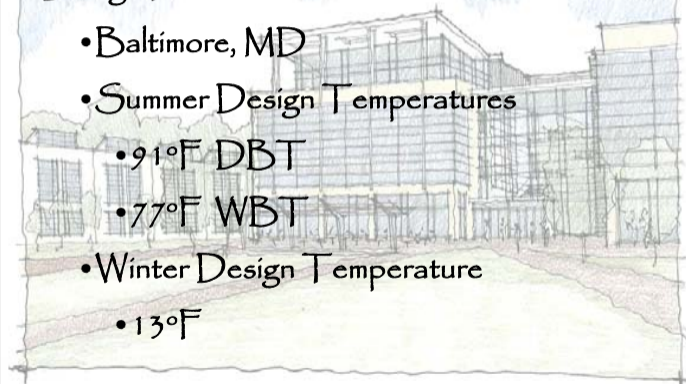 •Baltimore, MD
•Summer Design Temperatures
•91°F DBT
•77°F WBT
•Winter Design Temperature
•13°F